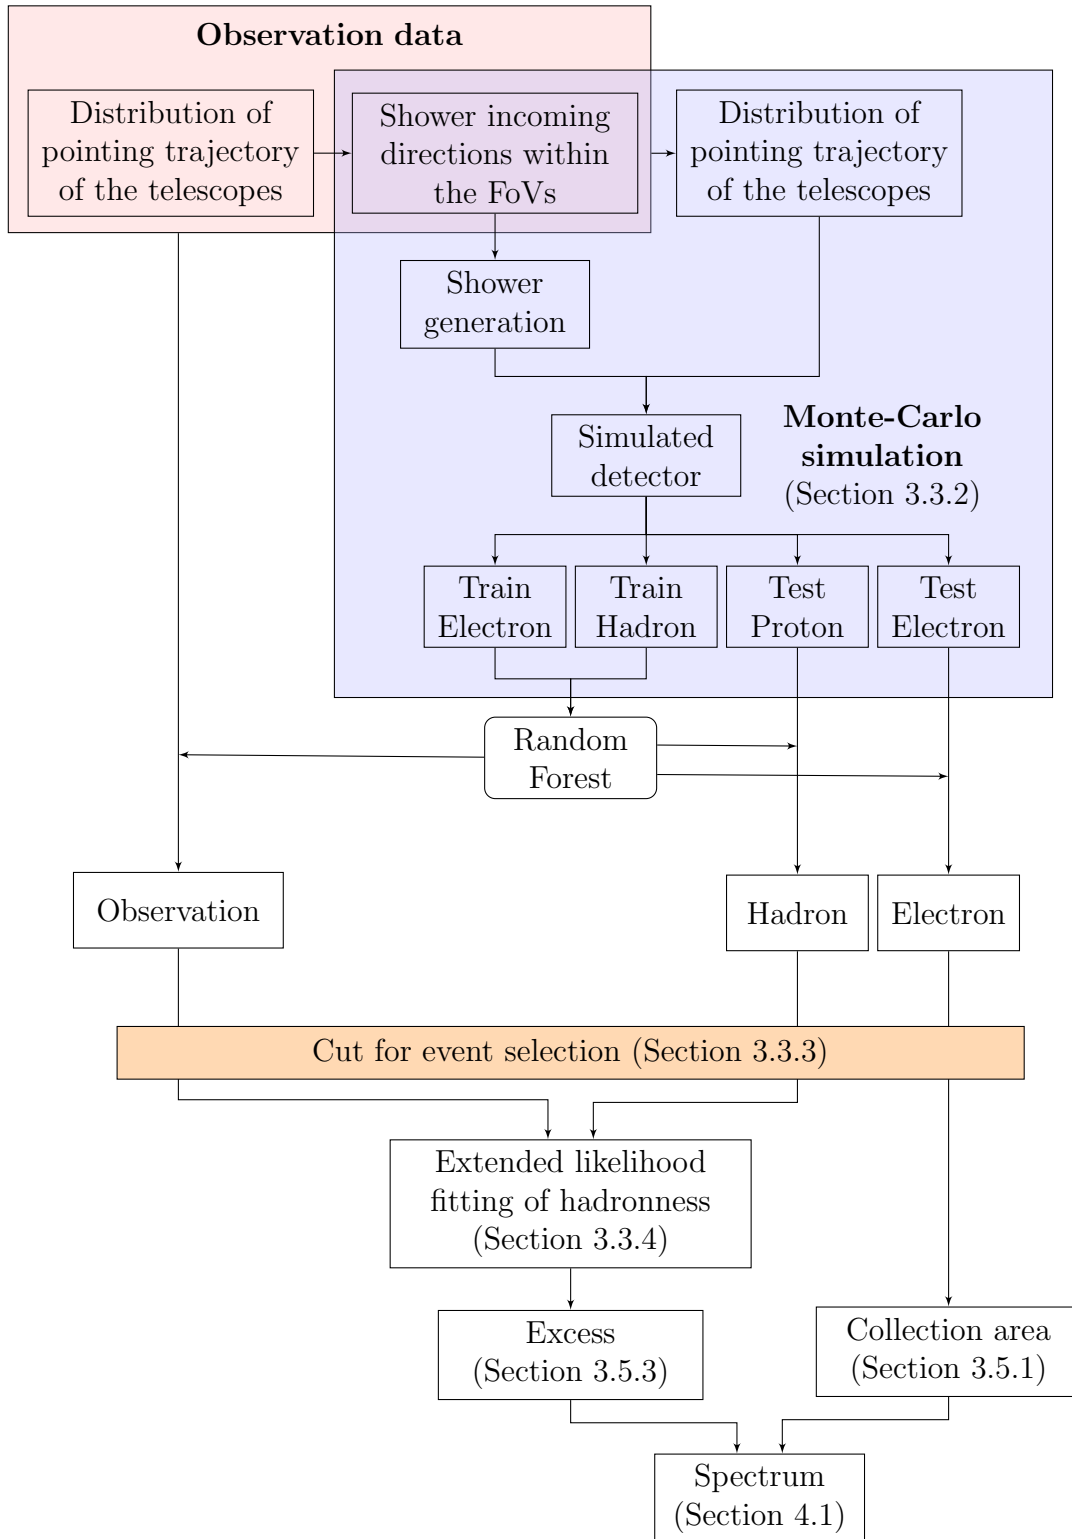 Observation data
Distribution of
pointing trajectory
of the telescopes
Shower incoming
directions within
the FoVs
Distribution of
pointing trajectory
of the telescopes
Shower
generation
Simulated
detector
Monte-Carlo
simulation
(Section 3.3.2)
Train
Electron
Train
Hadron
Test
Proton
Test
Electron
Random
Forest
Observation
Hadron
Electron
Cut for event selection (Section 3.3.3)
Extended likelihood
fitting of hadronness
(Section 3.3.4)
Excess
(Section 3.5.3)
Collection area
(Section 3.5.1)
Spectrum
(Section 4.1)